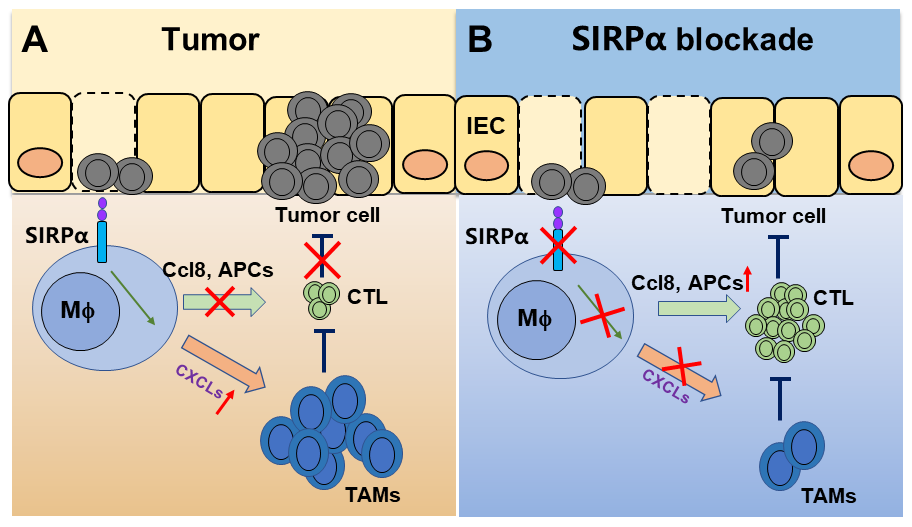 A
Tumor
Tumor cell
SIRPα
Ccl8, APCs
Mϕ
CTL
CXCLs
TAMs
B
SIRPα blockade
IEC
Tumor cell
SIRPα
Ccl8, APCs
Mϕ
CTL
CXCLs
TAMs